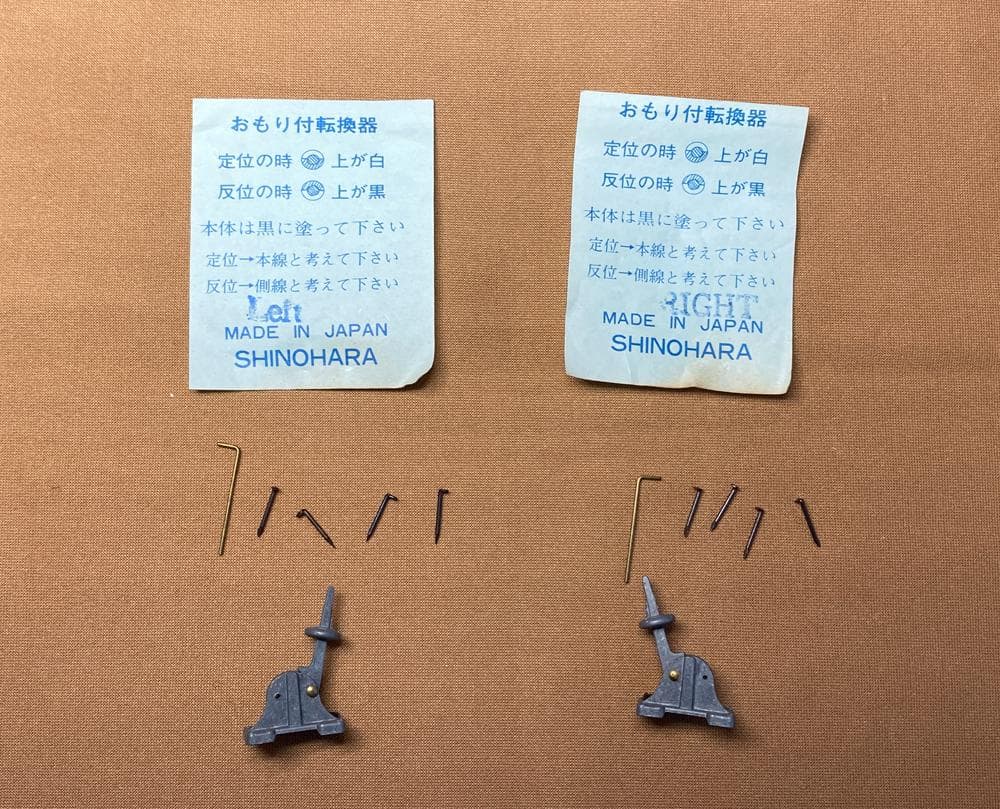 おもり付転換器
定位の時 上が白
反位の時 上が黒
本体は黒に塗って下さい
定位→本線と考えて下さい
反位→側線と考えて下さい
Left
MADE IN JAPAN
SHINOHARA
おもり付転換器
定位の時 上が白
反位の時 上が黒
本体は黒に塗って下さい
定位→本線と考えて下さい
反位→側線と考えて下さい
RIGHT
MADE IN JAPAN
SHINOHARA